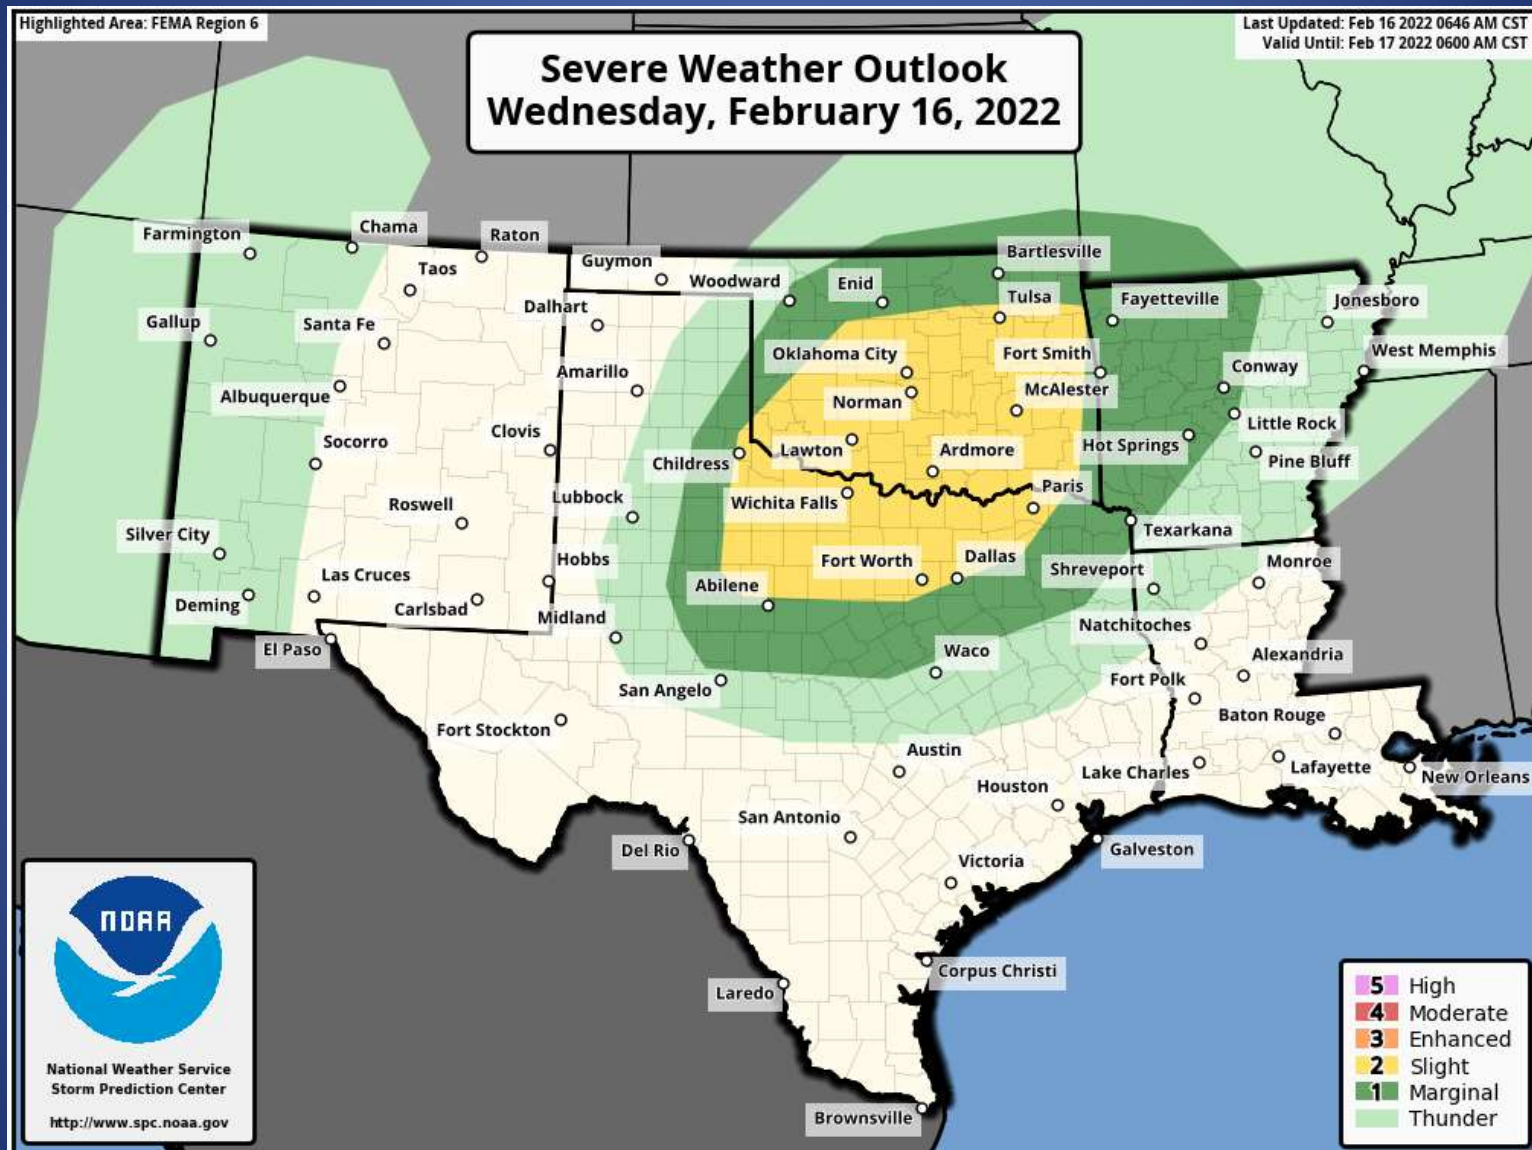 Highlighted Area: FEMA Region 6
Last Updated: Feb 16 2022 0646 AM CST
Valid Until: Feb 17 2022 0600 AM CST
Severe Weather Outlook
Wednesday, February 16, 2022
Farmington
Chama
Raton
Taos
Guymon
Woodward
Enid
Bartlesville
Tulsa
Fayetteville
Jonesboro
Gallup
Santa Fe
Dalhart
Oklahoma City
Fort Smith
West Memphis
Albuquerque
Amarillo
Norman
McAlester
Conway
Socorro
Clovis
Childress
Lawton
Ardmore
Hot Springs
Little Rock
Pine Bluff
Roswell
Lubbock
Wichita Falls
Paris
Texarkana
Silver City
Las Cruces
Hobbs
Fort Worth
Dallas
Shreveport
Monroe
Deming
Carlsbad
Midland
Abilene
Natchitoches
El Paso
San Angelo
Waco
Alexandria
Fort Polk
Fort Stockton
Baton Rouge
Austin
Lake Charles
Lafayette
New Orleans
Houston
San Antonio
Del Rio
Galveston
Victoria
Corpus Christi
Laredo
Brownsville
NOAA
National Weather Service
Storm Prediction Center
http://www.spc.noaa.gov
5 High
4 Moderate
3 Enhanced
2 Slight
1 Marginal
Thunder